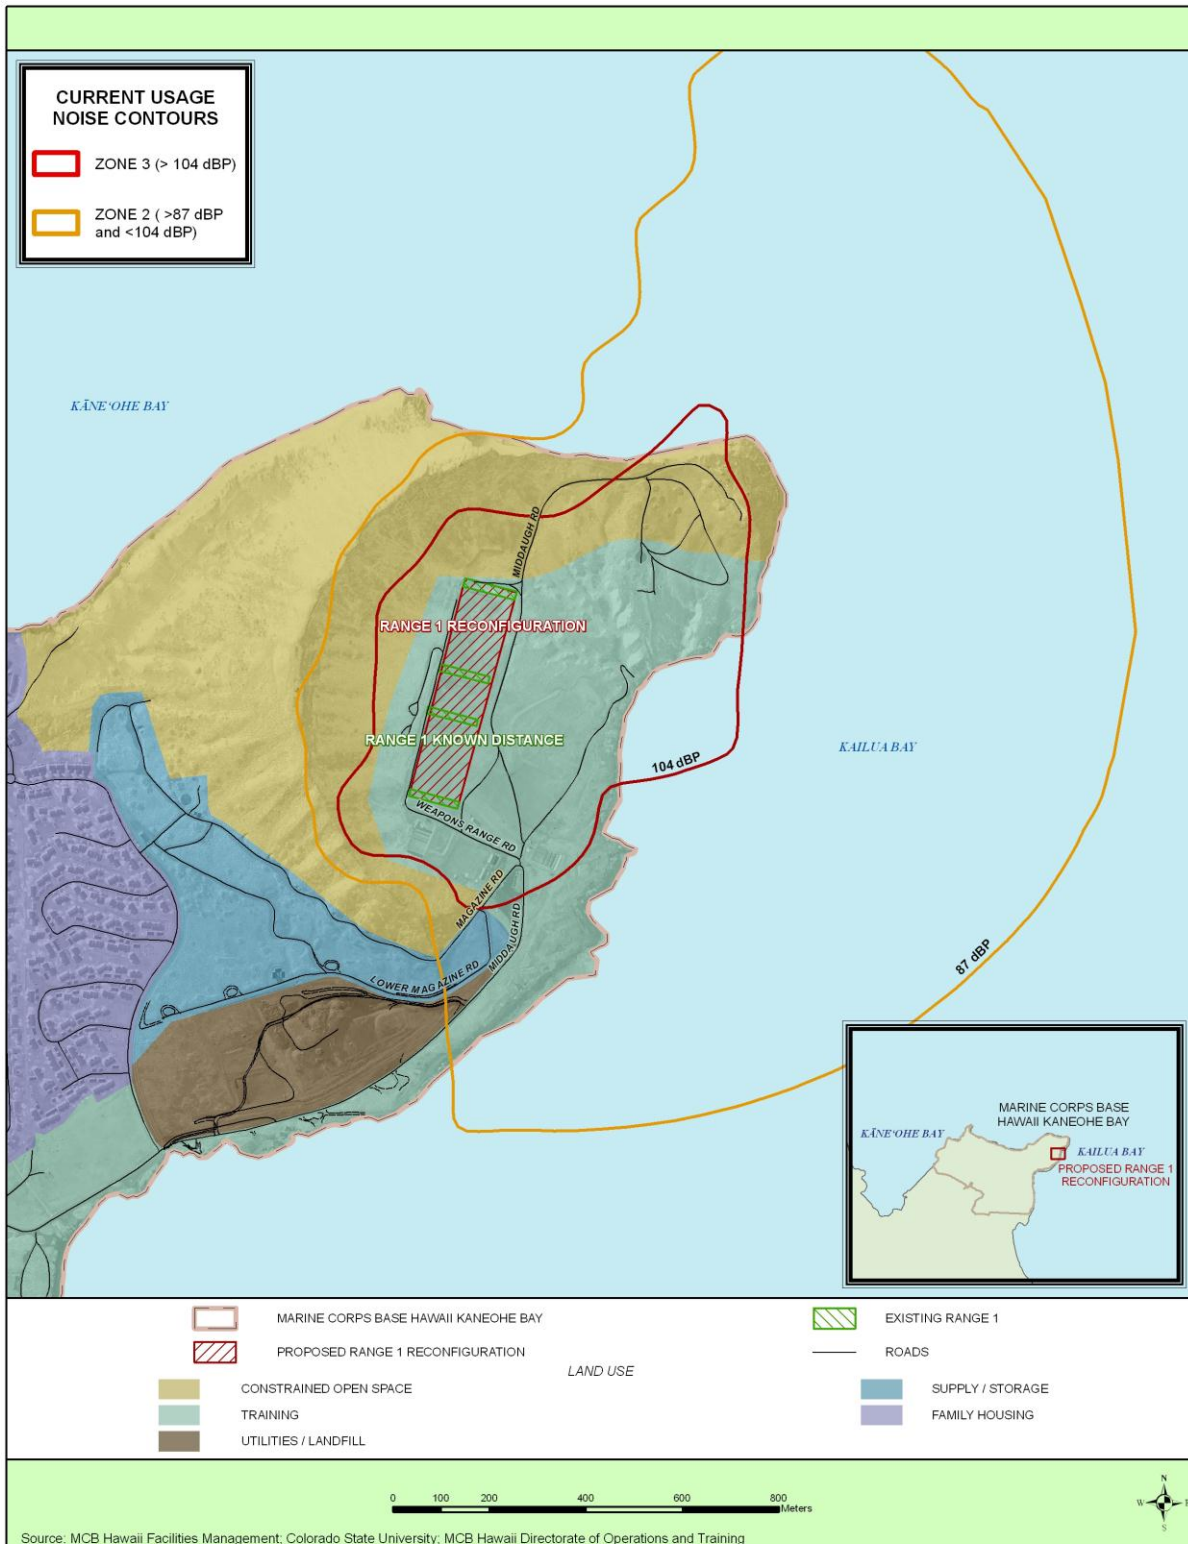 CURRENT USAGE
NOISE CONTOURS
ZONE 3 (> 104 dBP)
ZONE 2 ( >87 dBP
and <104 dBP)
KĀNEʻOHE BAY
MIDDAUGH RD
RANGE 1 RECONFIGURATION
RANGE 1 KNOWN DISTANCE
KAILUA BAY
104 dBP
WEAPONS RANGE RD
MAGAZINE RD
MIDDAUGH RD
LOWER MAGAZINE RD
87 dBP
MARINE CORPS BASE
HAWAII KANEOHE BAY
KĀNEʻOHE BAY
KAILUA BAY
PROPOSED RANGE 1
RECONFIGURATION
MARINE CORPS BASE HAWAII KANEOHE BAY
EXISTING RANGE 1
PROPOSED RANGE 1 RECONFIGURATION
ROADS
LAND USE
CONSTRAINED OPEN SPACE
SUPPLY / STORAGE
TRAINING
FAMILY HOUSING
UTILITIES / LANDFILL
0 100 200 400 600 800
Meters
N
W E
S
Source: MCB Hawaii Facilities Management; Colorado State University; MCB Hawaii Directorate of Operations and Training